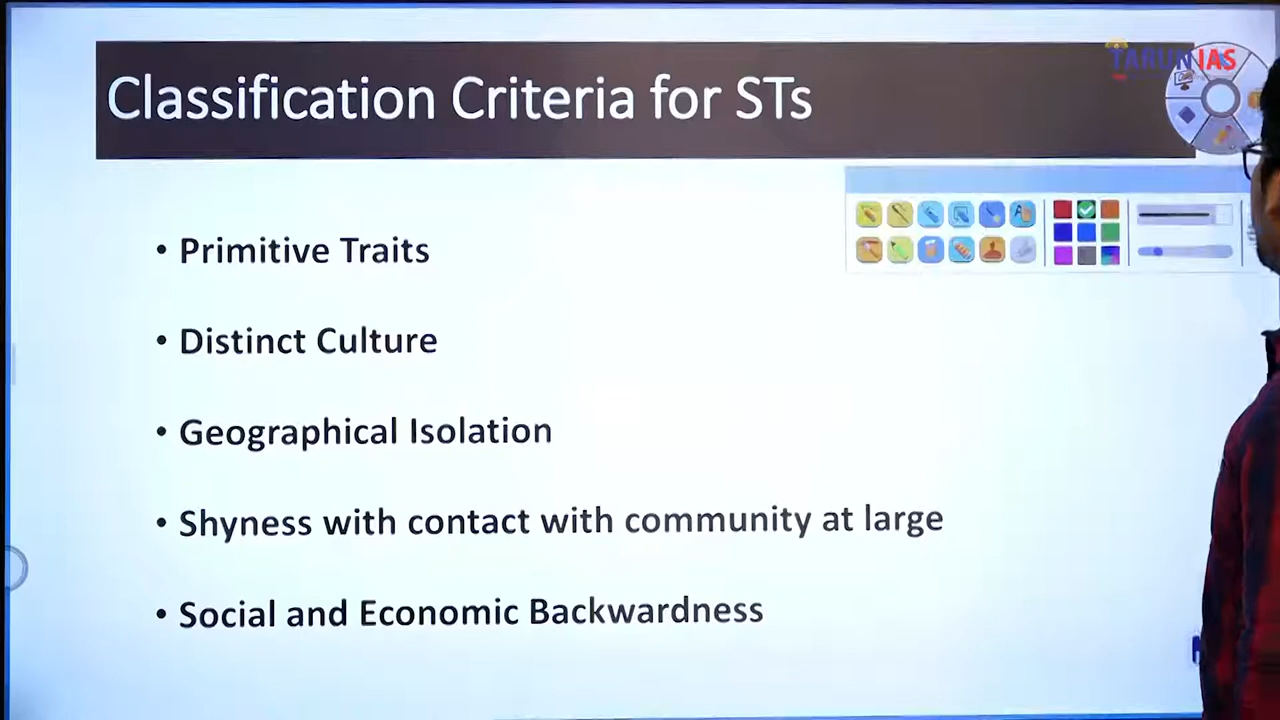 Classification Criteria for STs
TARUN IAS
• Primitive Traits
• Distinct Culture
• Geographical Isolation
• Shyness with contact with community at large
• Social and Economic Backwardness